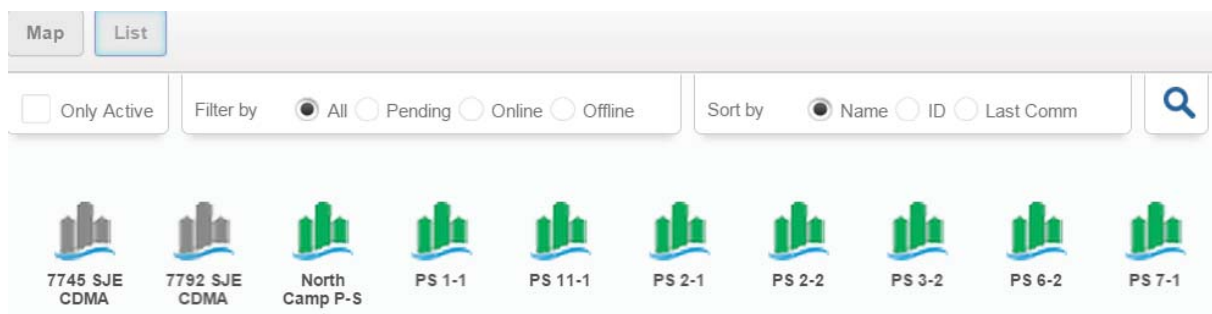 Map List
Only Active Filter by All Pending Online Offline Sort by Name ID Last Comm
7745 SJE 7792 SJE North PS 1-1 PS 11-1 PS 2-1 PS 2-2 PS 3-2 PS 6-2 PS 7-1
CDMA CDMA Camp P-S